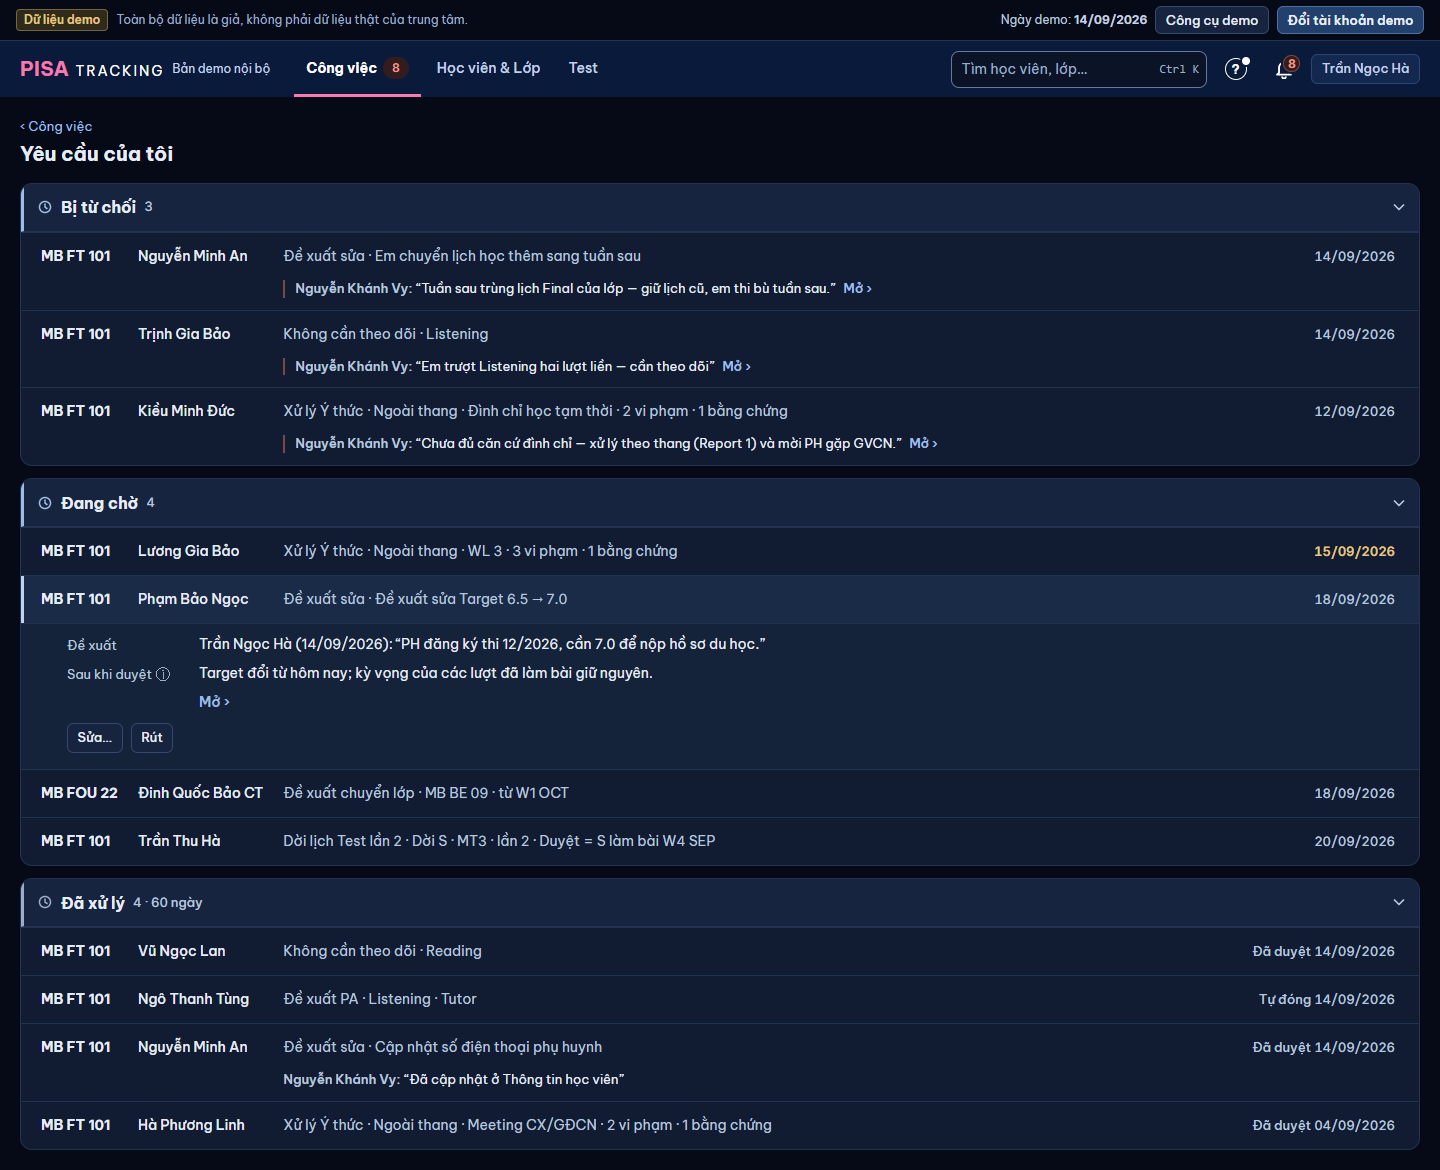 Dữ liệu demo Toàn bộ dữ liệu là giả, không phải dữ liệu thật của trung tâm. Ngày demo: 14/09/2026 Công cụ demo Đổi tài khoản demo
PISA TRACKING Bản demo nội bộ Công việc 8 Học viên & Lớp Test Tìm học viên, lớp... Ctrl K ? 8 Trần Ngọc Hà
‹ Công việc
Yêu cầu của tôi
Bị từ chối 3
MB FT 101 Nguyễn Minh An Đề xuất sửa · Em chuyển lịch học thêm sang tuần sau 14/09/2026
Nguyễn Khánh Vy: “Tuần sau trùng lịch Final của lớp — giữ lịch cũ, em thi bù tuần sau.” Mở ›
MB FT 101 Trịnh Gia Bảo Không cần theo dõi · Listening 14/09/2026
Nguyễn Khánh Vy: “Em trượt Listening hai lượt liền — cần theo dõi” Mở ›
MB FT 101 Kiều Minh Đức Xử lý Ý thức · Ngoài thang · Đình chỉ học tạm thời · 2 vi phạm · 1 bằng chứng 12/09/2026
Nguyễn Khánh Vy: “Chưa đủ căn cứ đình chỉ — xử lý theo thang (Report 1) và mời PH gặp GVCN.” Mở ›
Đang chờ 4
MB FT 101 Lương Gia Bảo Xử lý Ý thức · Ngoài thang · WL 3 · 3 vi phạm · 1 bằng chứng 15/09/2026
MB FT 101 Phạm Bảo Ngọc Đề xuất sửa · Đề xuất sửa Target 6.5 → 7.0 18/09/2026
Đề xuất Trần Ngọc Hà (14/09/2026): “PH đăng ký thi 12/2026, cần 7.0 để nộp hồ sơ du học.”
Sau khi duyệt ⓘ Target đổi từ hôm nay; kỳ vọng của các lượt đã làm bài giữ nguyên.
Mở ›
Sửa... Rút
MB FOU 22 Đinh Quốc Bảo CT Đề xuất chuyển lớp · MB BE 09 · từ W1 OCT 18/09/2026
MB FT 101 Trần Thu Hà Dời lịch Test lần 2 · Dời S · MT3 · lần 2 · Duyệt = S làm bài W4 SEP 20/09/2026
Đã xử lý 4 · 60 ngày
MB FT 101 Vũ Ngọc Lan Không cần theo dõi · Reading Đã duyệt 14/09/2026
MB FT 101 Ngô Thanh Tùng Đề xuất PA · Listening · Tutor Tự đóng 14/09/2026
MB FT 101 Nguyễn Minh An Đề xuất sửa · Cập nhật số điện thoại phụ huynh Đã duyệt 14/09/2026
Nguyễn Khánh Vy: “Đã cập nhật ở Thông tin học viên”
MB FT 101 Hà Phương Linh Xử lý Ý thức · Ngoài thang · Meeting CX/GĐCN · 2 vi phạm · 1 bằng chứng Đã duyệt 04/09/2026